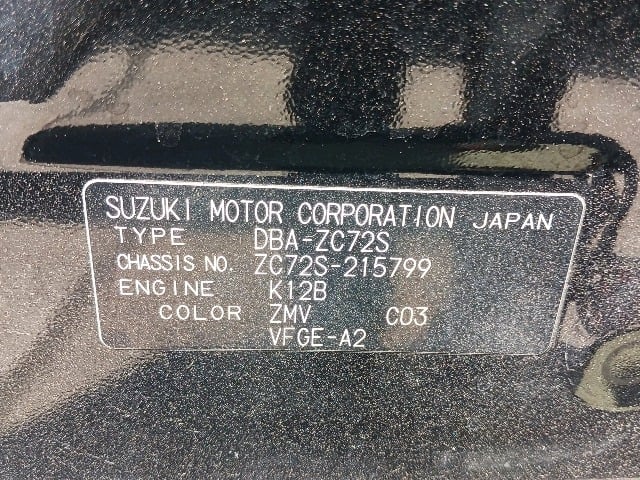 SUZUKI MOTOR CORPORATION JAPAN
TYPE DBA-ZC72S
CHASSIS NO. ZC72S-215799
ENGINE K12B
COLOR ZMV C03
VFGE-A2